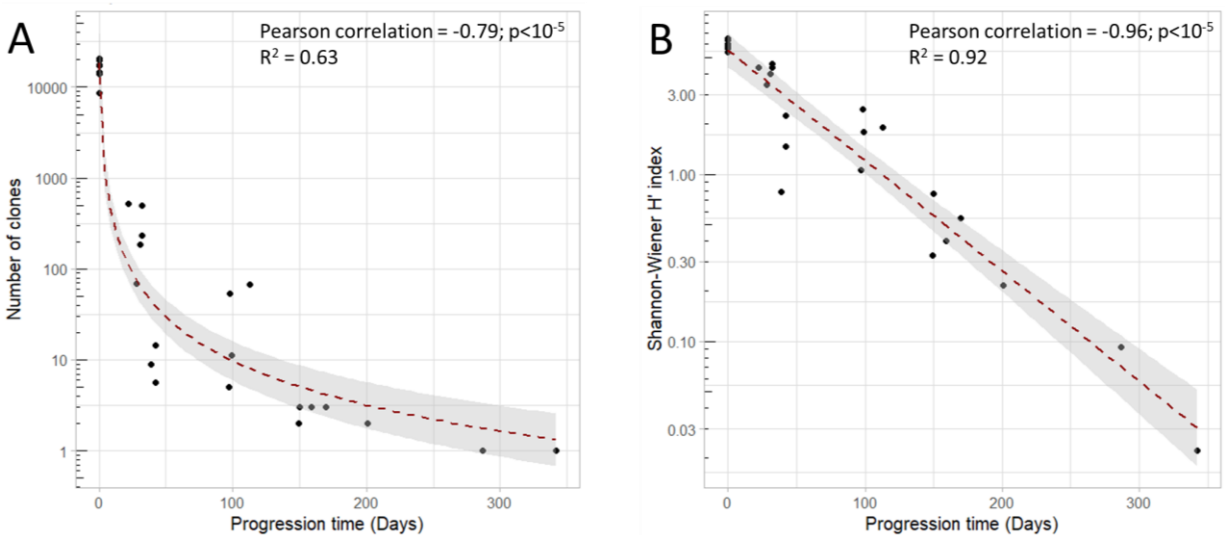 A
Pearson correlation = -0.79; p<10-5
R2 = 0.63
Number of clones
10000
1000
100
10
1
0
100
200
300
Progression time (Days)
B
Pearson correlation = -0.96; p<10-5
R2 = 0.92
Shannon-Wiener H' index
3.00
1.00
0.30
0.10
0.03
0
100
200
300
Progression time (Days)